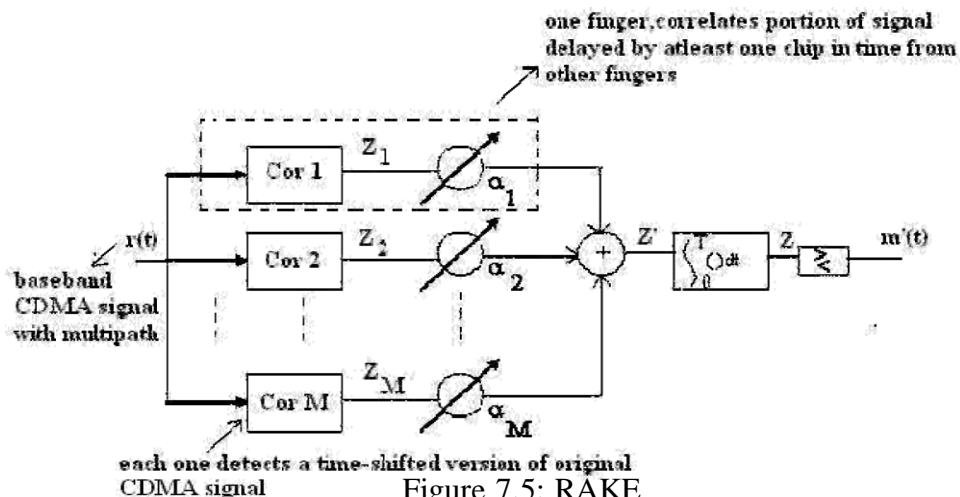 one finger,correlates portion of signal
delayed by atleast one chip in time from
other fingers
Cor 1
Z1
α1
r(t)
baseband
CDMA signal
with multipath
Cor 2
Z2
α2
+
Z'
T
0
()dt
Z
m'(t)
Cor M
ZM
αM
each one detects a time-shifted version of original
CDMA signal
Figure 7.5: RAKE